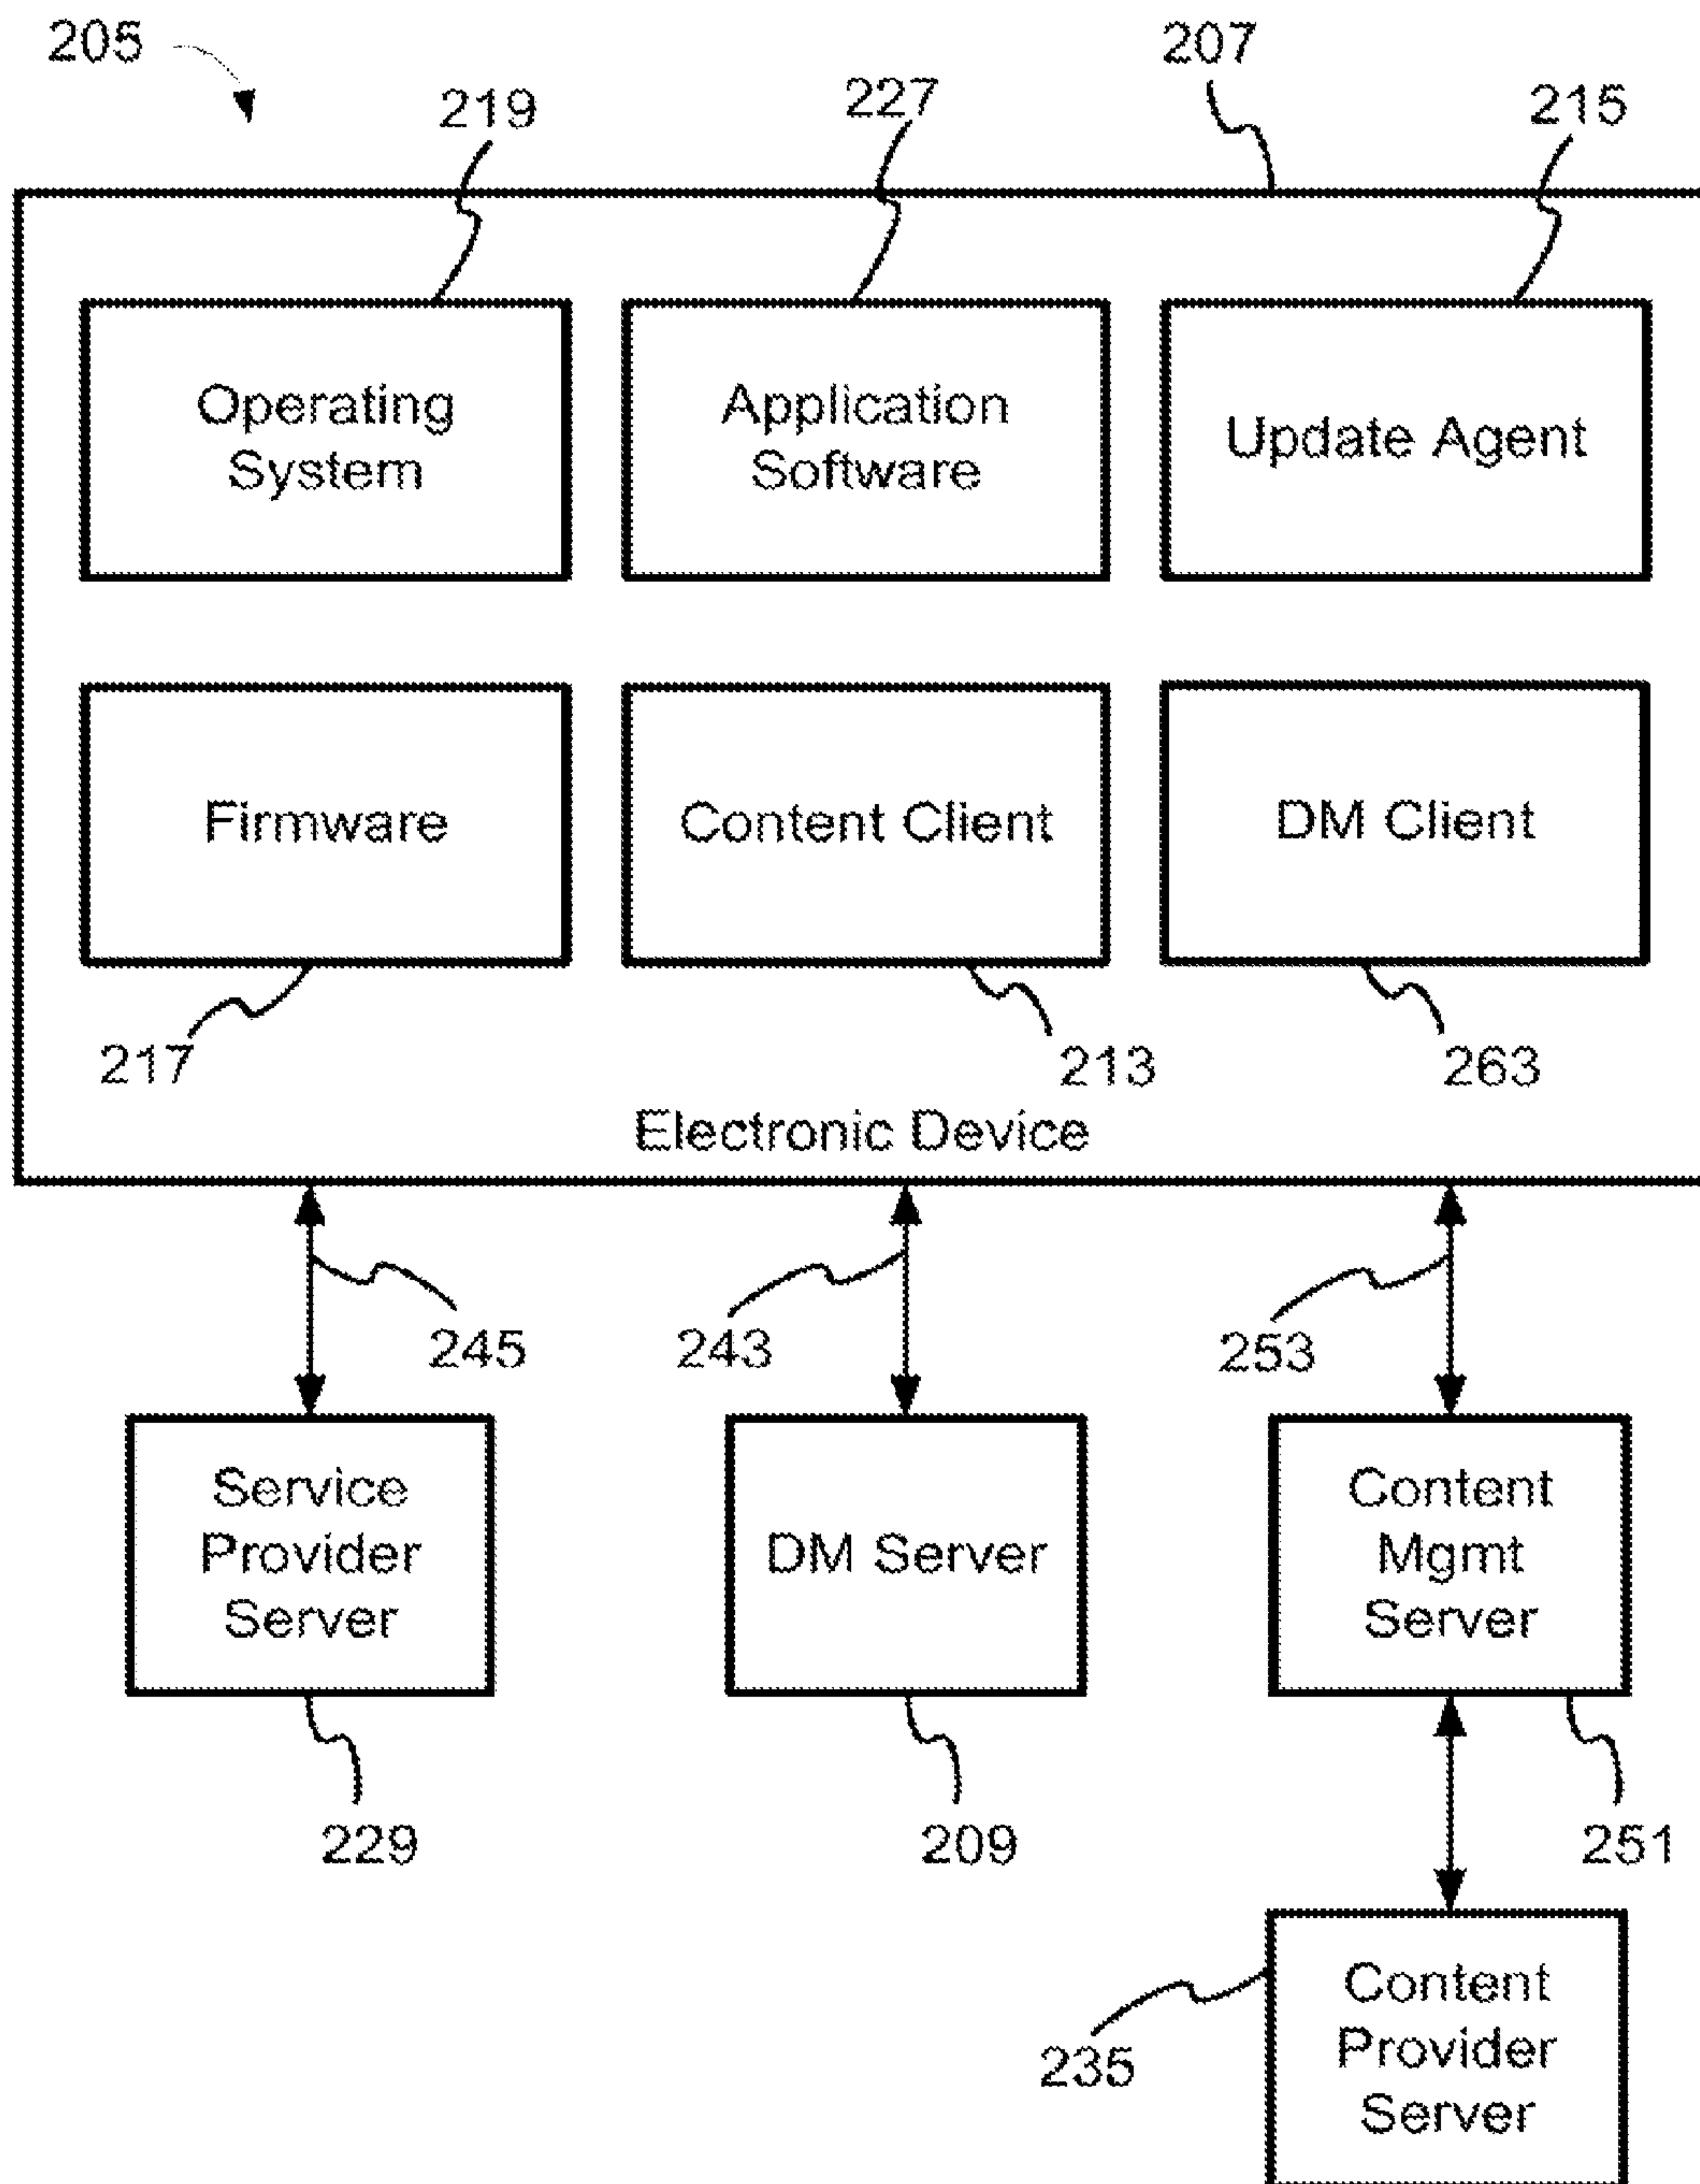 205
207
219
227
215
Operating
System
Application
Software
Update Agent
Firmware
Content Client
DM Client
217
213
263
Electronic Device
245
243
253
Service
Provider
Server
DM Server
Content
Mgmt
Server
229
209
251
235
Content
Provider
Server